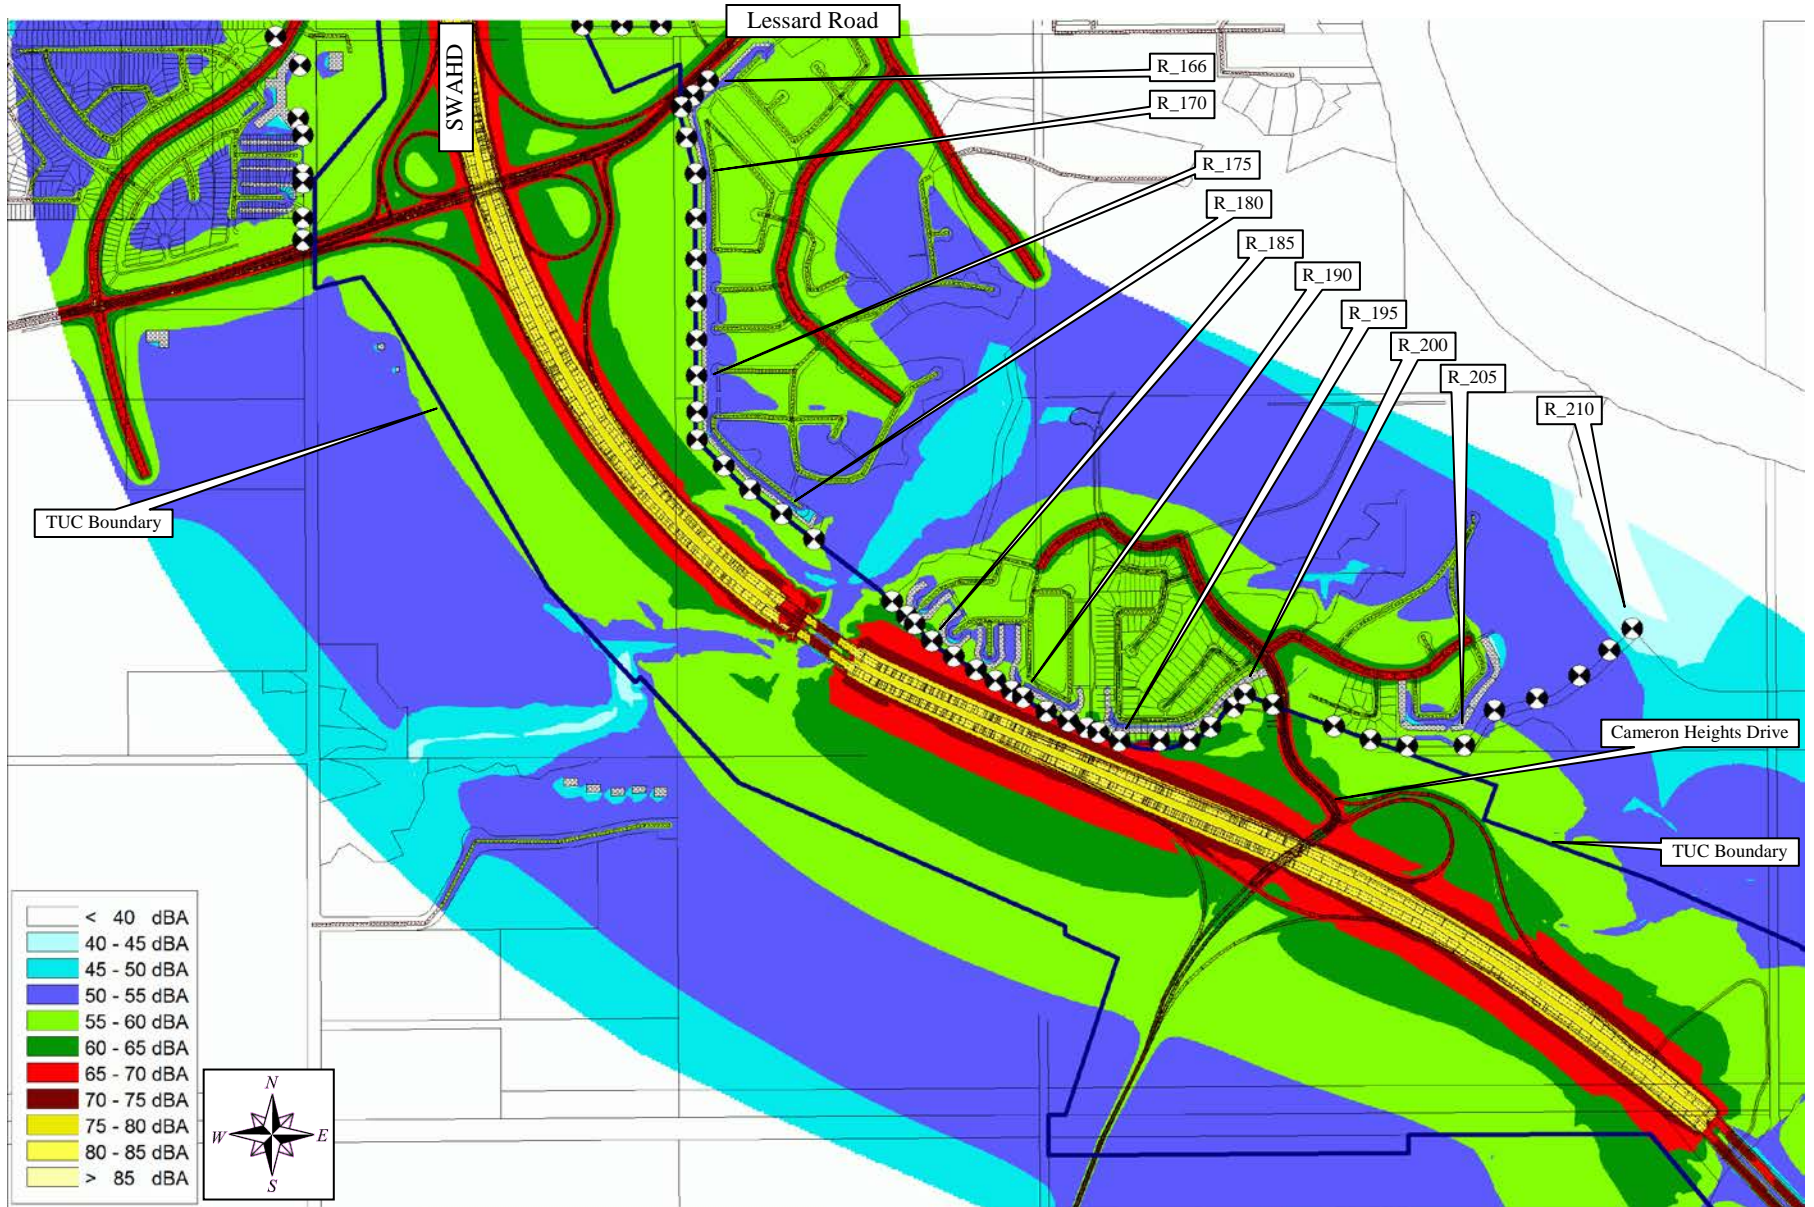 Lessard Road
SWAHD
R_166
R_170
R_175
R_180
R_185
R_190
R_195
R_200
R_205
R_210
TUC Boundary
Cameron Heights Drive
TUC Boundary
< 40 dBA
40 - 45 dBA
45 - 50 dBA
50 - 55 dBA
55 - 60 dBA
60 - 65 dBA
65 - 70 dBA
70 - 75 dBA
75 - 80 dBA
80 - 85 dBA
> 85 dBA
N
W E
S